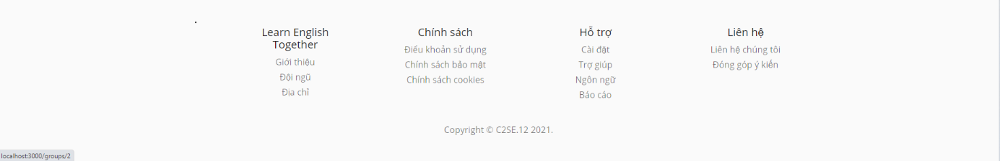 Learn English
Together
Giới thiệu
Đội ngũ
Địa chỉ
Chính sách
Điều khoản sử dụng
Chính sách bảo mật
Chính sách cookies
Hỗ trợ
Cài đặt
Trợ giúp
Ngôn ngữ
Báo cáo
Liên hệ
Liên hệ chúng tôi
Đóng góp ý kiến
Copyright © C2SE.12 2021.
localhost:3000/groups/2